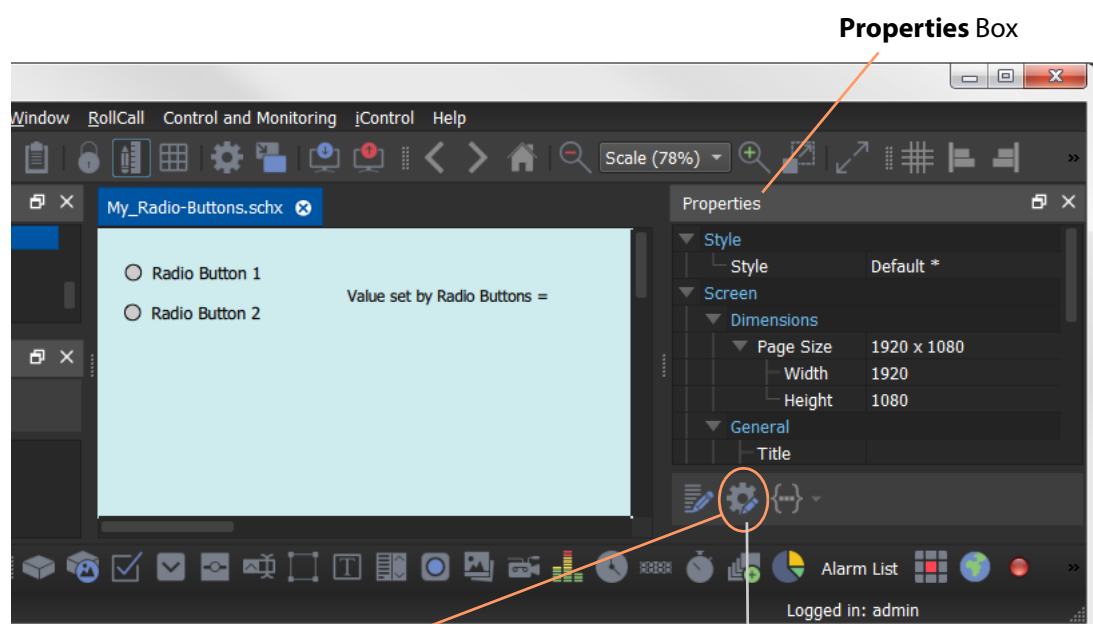 Properties Box
Window RollCall Control and Monitoring iControl Help
Scale (78%)
My_Radio-Buttons.schx
Properties
Style
Style Default *
Screen
Dimensions
Page Size 1920 x 1080
Width 1920
Height 1080
General
Title
Radio Button 1
Radio Button 2
Value set by Radio Buttons =
Alarm List
Logged in: admin